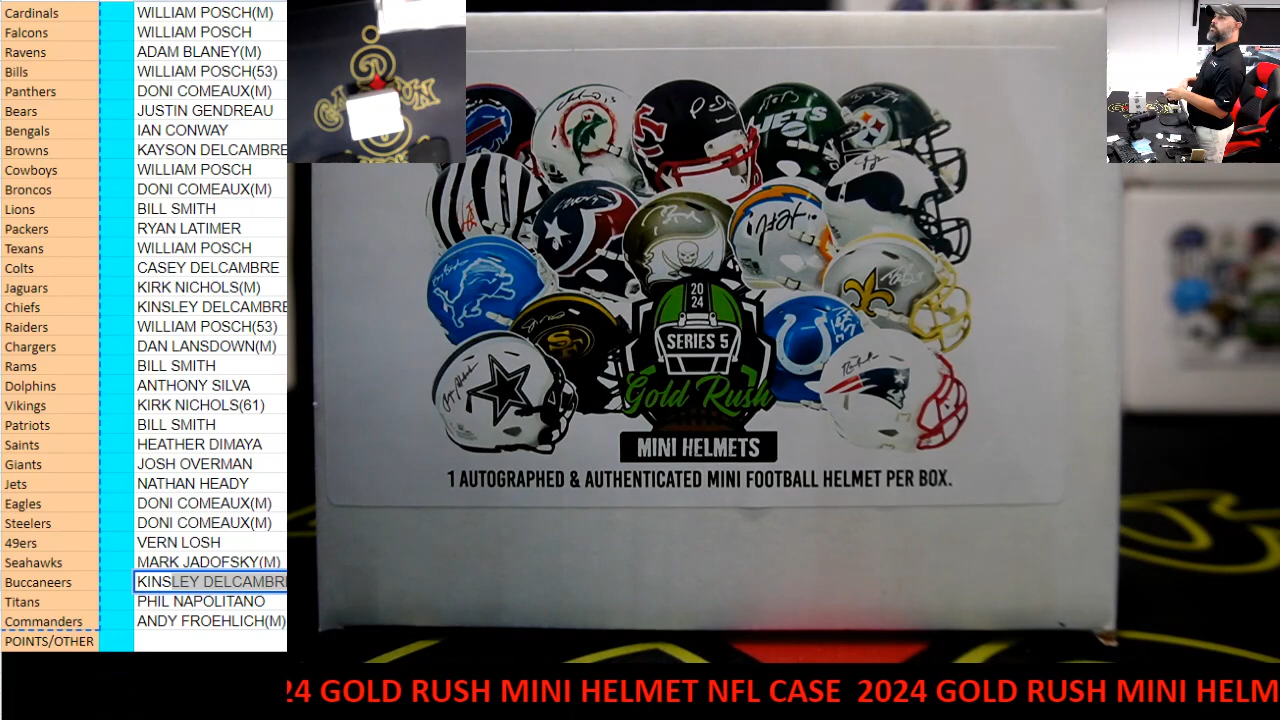 Cardinals WILLIAM POSCH(M)
Falcons WILLIAM POSCH
Ravens ADAM BLANEY(M)
Bills WILLIAM POSCH(53)
Panthers DONI COMEAUX(M)
Bears JUSTIN GENDREAU
Bengals IAN CONWAY
Browns KAYSON DELCAMBRE
Cowboys WILLIAM POSCH
Broncos DONI COMEAUX(M)
Lions BILL SMITH
Packers RYAN LATIMER
Texans WILLIAM POSCH
Colts CASEY DELCAMBRE
Jaguars KIRK NICHOLS(M)
Chiefs KINSLEY DELCAMBRE
Raiders WILLIAM POSCH(53)
Chargers DAN LANSDOWN(M)
Rams BILL SMITH
Dolphins ANTHONY SILVA
Vikings KIRK NICHOLS(61)
Patriots BILL SMITH
Saints HEATHER DIMAYA
Giants JOSH OVERMAN
Jets NATHAN HEADY
Eagles DONI COMEAUX(M)
Steelers DONI COMEAUX(M)
49ers VERN LOSH
Seahawks MARK JADOFSKY(M)
Buccaneers KINSLEY DELCAMBRE
Titans PHIL NAPOLITANO
Commanders ANDY FROEHLICH(M)
POINTS/OTHER
JETS
20
24
SERIES 5
Gold Rush
MINI HELMETS
1 AUTOGRAPHED & AUTHENTICATED MINI FOOTBALL HELMET PER BOX.
24 GOLD RUSH MINI HELMET NFL CASE 2024 GOLD RUSH MINI HELM